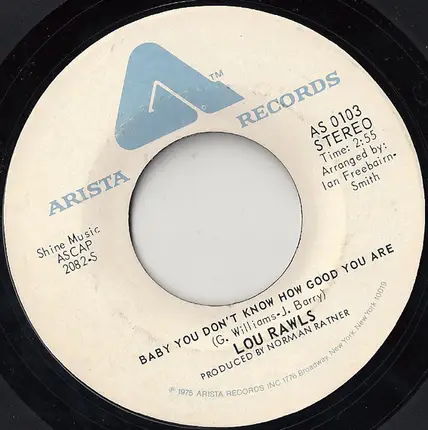 ARISTA RECORDS TM
Shine Music
ASCAP
2082-S
AS 0103
STEREO
Time: 2:55
Arranged by:
Ian Freebairn-
Smith
BABY YOU DON'T KNOW HOW GOOD YOU ARE
(G. Williams-J. Barry)
LOU RAWLS
PRODUCED BY NORMAN RATNER
℗ 1975 ARISTA RECORDS INC 1776 Broadway, New York, New York 10019